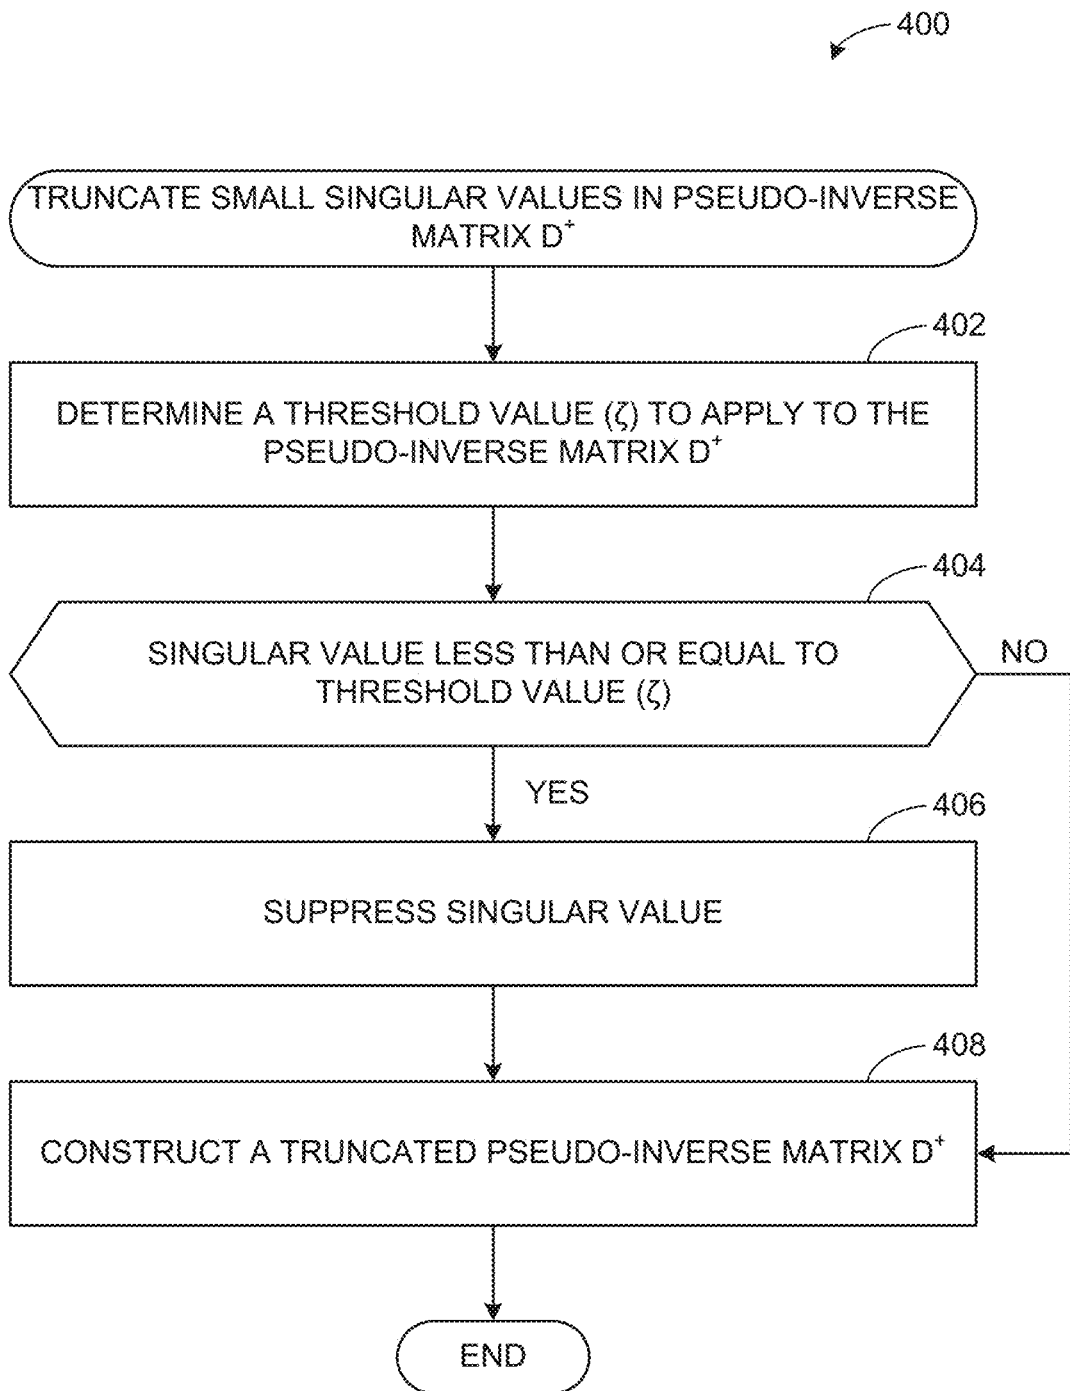 400
TRUNCATE SMALL SINGULAR VALUES IN PSEUDO-INVERSE
MATRIX D⁺
402
DETERMINE A THRESHOLD VALUE (ζ) TO APPLY TO THE
PSEUDO-INVERSE MATRIX D⁺
404
SINGULAR VALUE LESS THAN OR EQUAL TO
THRESHOLD VALUE (ζ)
NO
YES
406
SUPPRESS SINGULAR VALUE
408
CONSTRUCT A TRUNCATED PSEUDO-INVERSE MATRIX D⁺
END